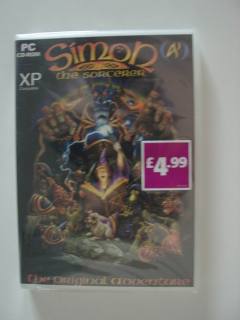 PC
CD-ROM
Simon
the Sorcerer
XP
£4.99
the original adventure